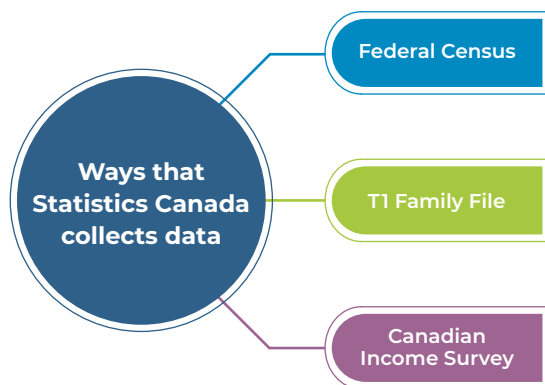 Ways that
Statistics Canada
collects data
Federal Census
T1 Family File
Canadian
Income Survey